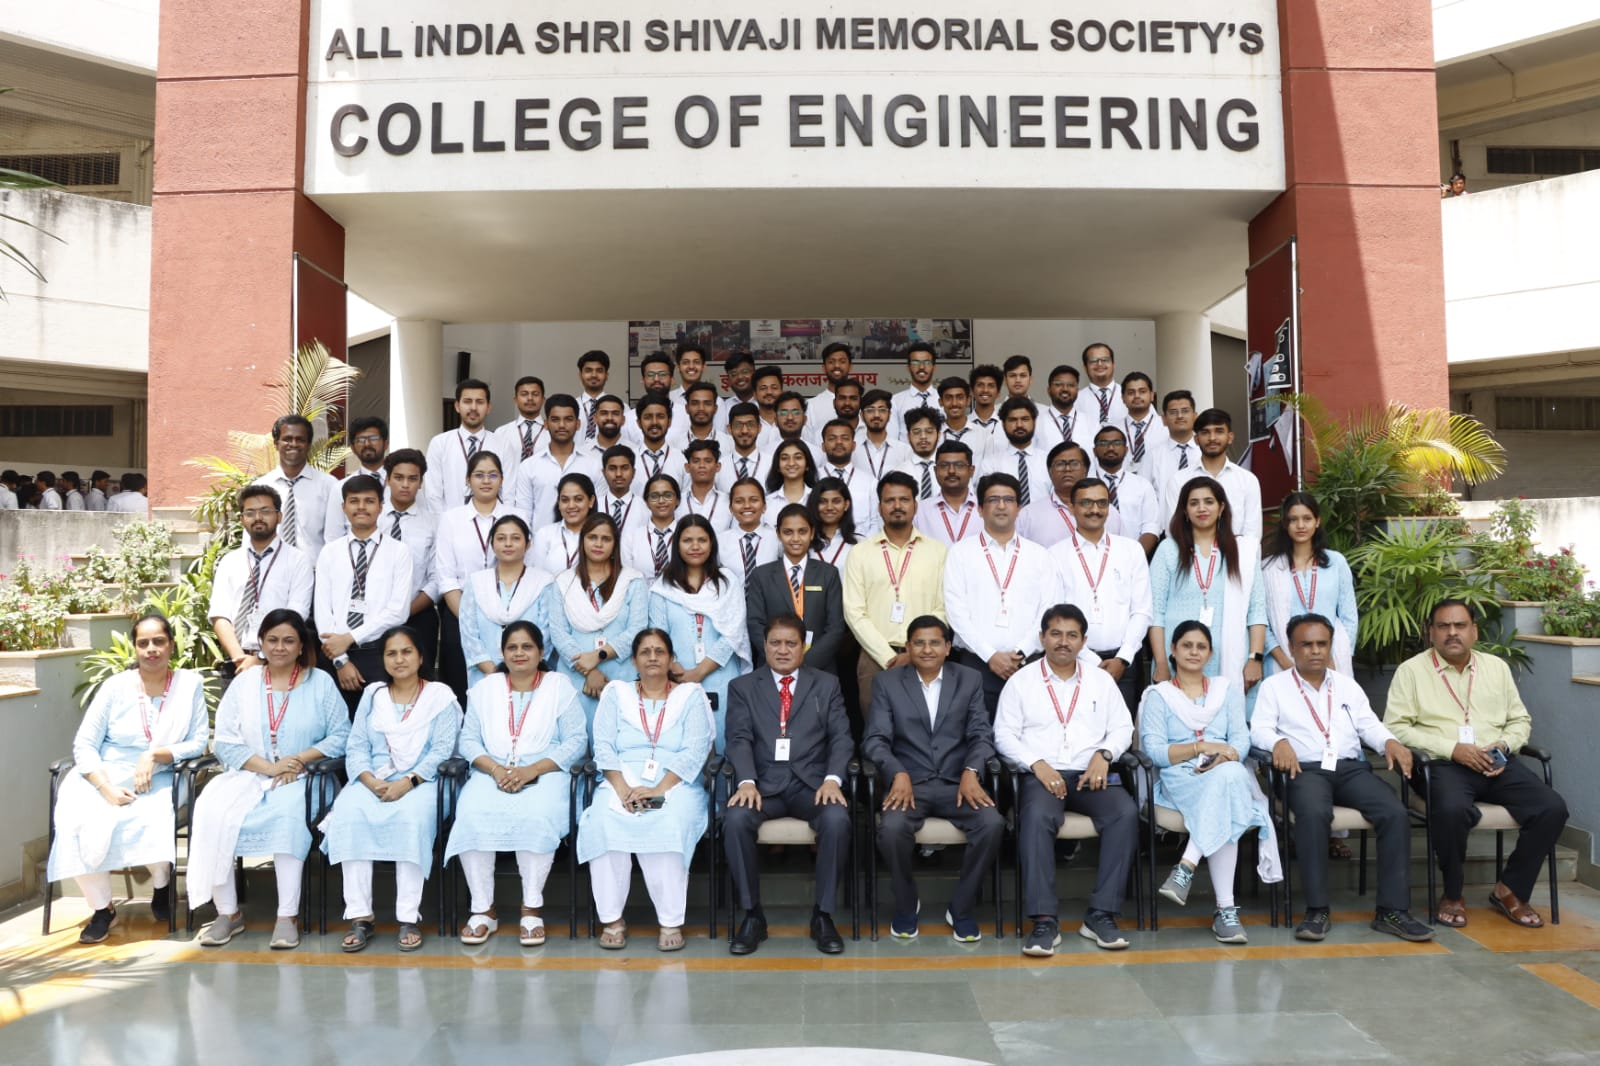 ALL INDIA SHRI SHIVAJI MEMORIAL SOCIETY'S
COLLEGE OF ENGINEERING